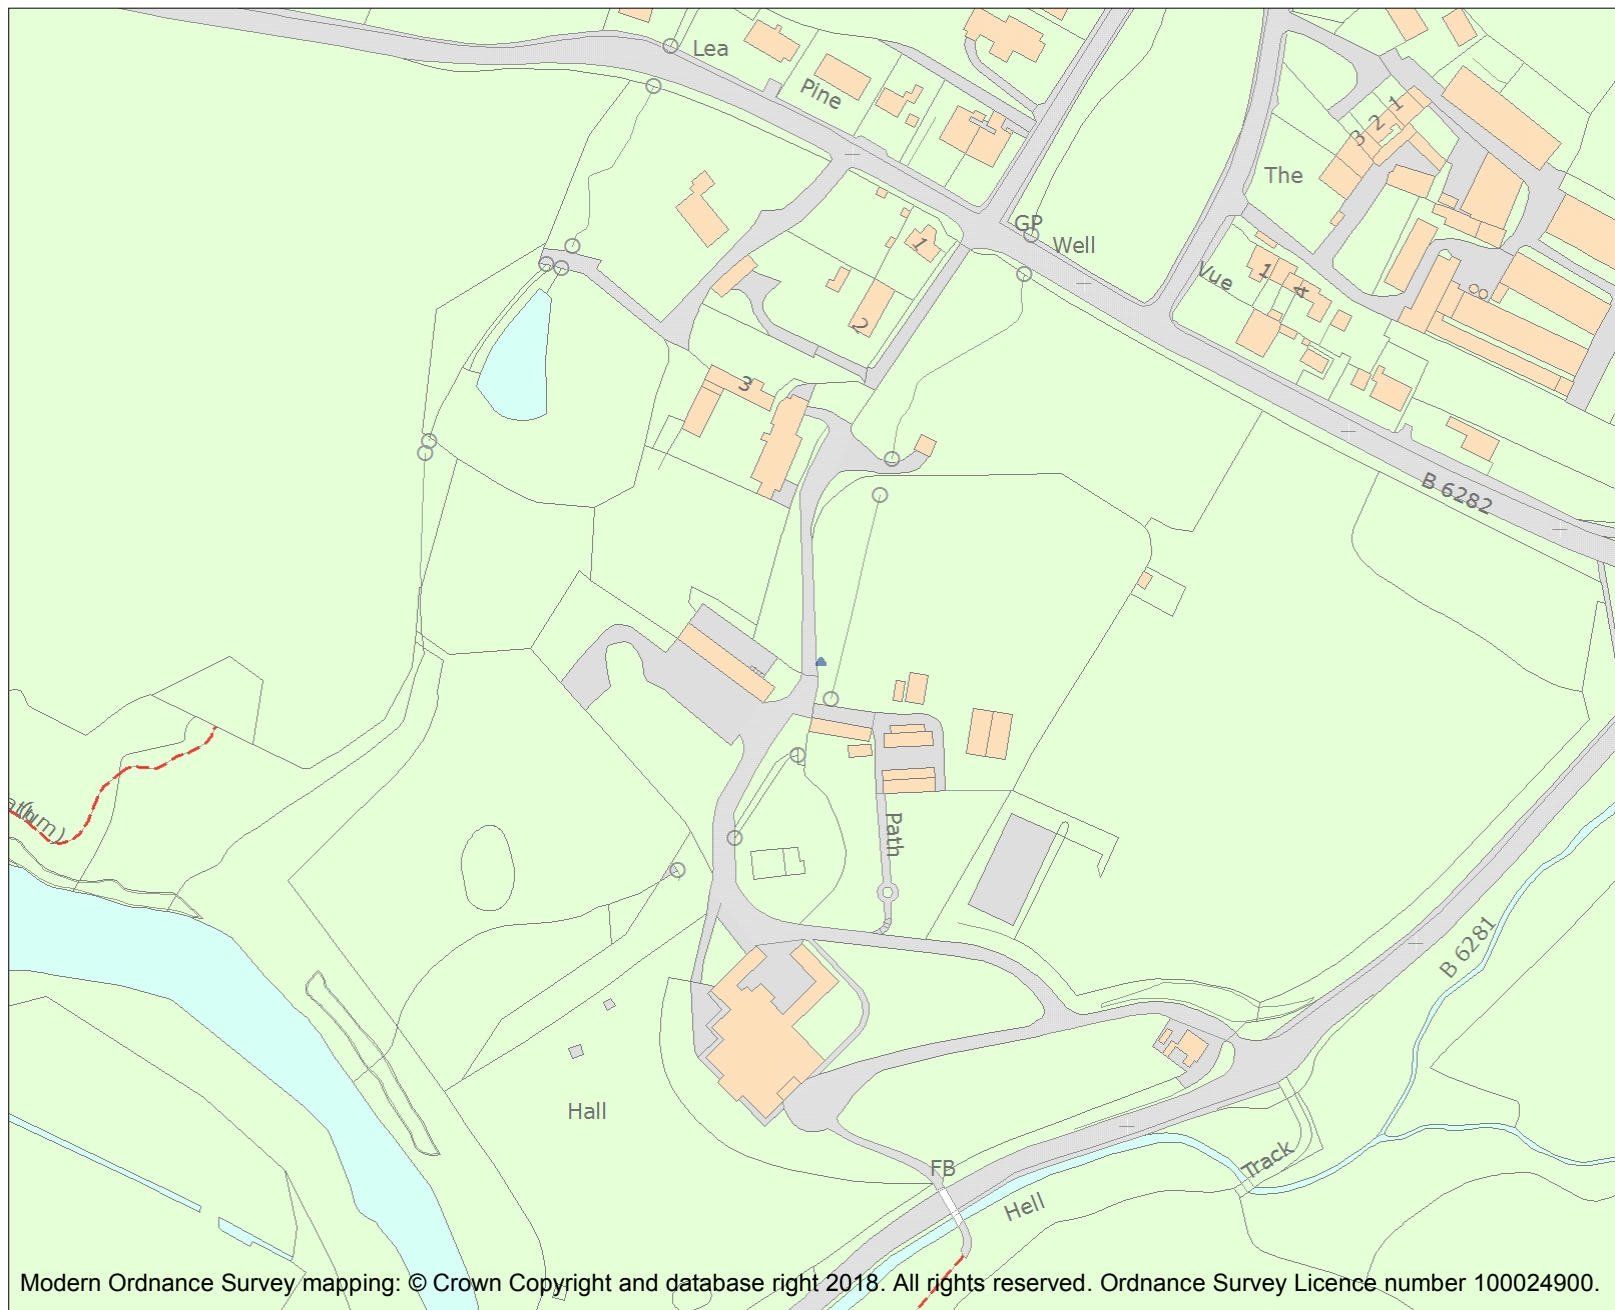 Lea
Pine
1
2
3
The
GP
Well
1
Vue
1
4
8
2
3
B 6282
Path
B 6281
Hall
FB
Track
Hell
Modern Ordnance Survey mapping: © Crown Copyright and database right 2018. All rights reserved. Ordnance Survey Licence number 100024900.